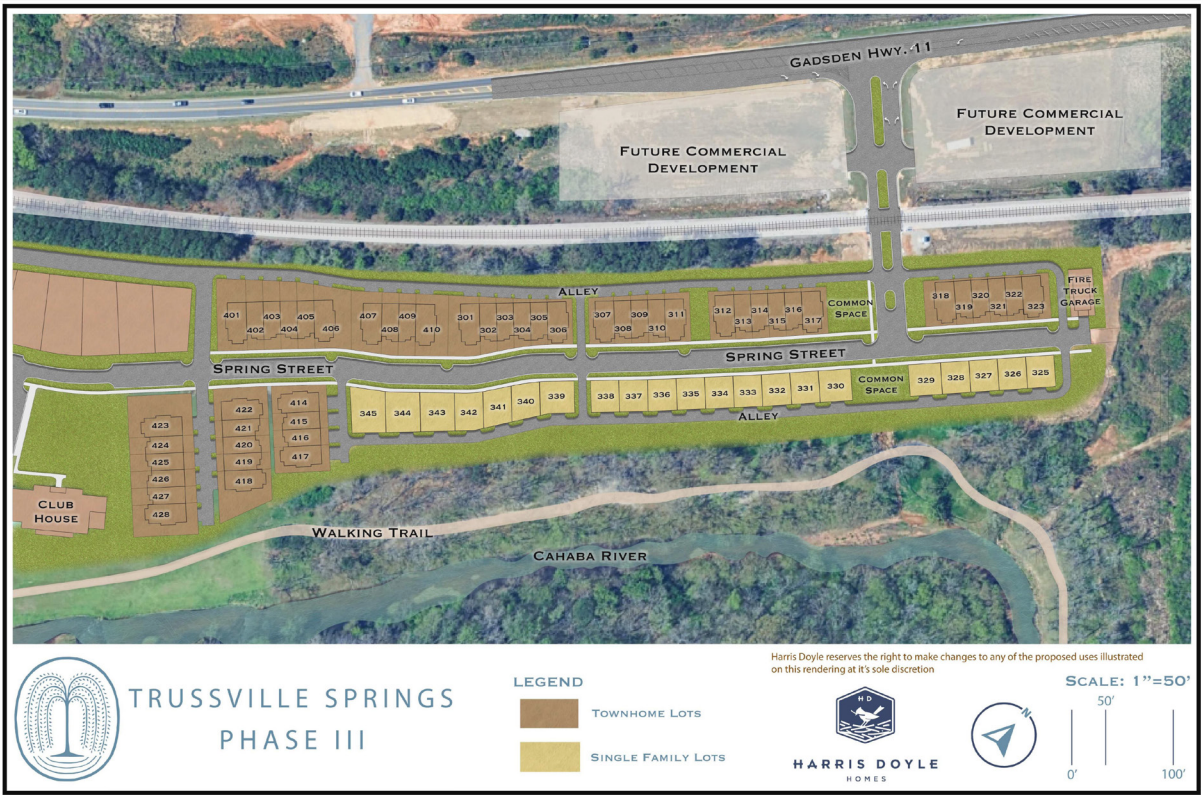 GADSDEN HWY. 11
FUTURE COMMERCIAL
DEVELOPMENT
FUTURE COMMERCIAL
DEVELOPMENT
ALLEY
401
402
403
404
405
406
407
408
409
410
301
302
303
304
305
306
307
308
309
310
311
312
313
314
315
316
317
COMMON
SPACE
318
319
320
321
322
323
FIRE
TRUCK
GARAGE
SPRING STREET
SPRING STREET
423
424
425
426
427
428
422
421
420
419
418
414
415
416
417
345
344
343
342
341
340
339
338
337
336
335
334
333
332
331
330
COMMON
SPACE
329
328
327
326
325
ALLEY
CLUB
HOUSE
WALKING TRAIL
CAHABA RIVER
TRUSSVILLE SPRINGS
PHASE III
LEGEND
TOWNHOME LOTS
SINGLE FAMILY LOTS
Harris Doyle reserves the right to make changes to any of the proposed uses illustrated
on this rendering at it's sole discretion
HD
HARRIS DOYLE
HOMES
N
SCALE: 1"=50'
50'
0'
100'